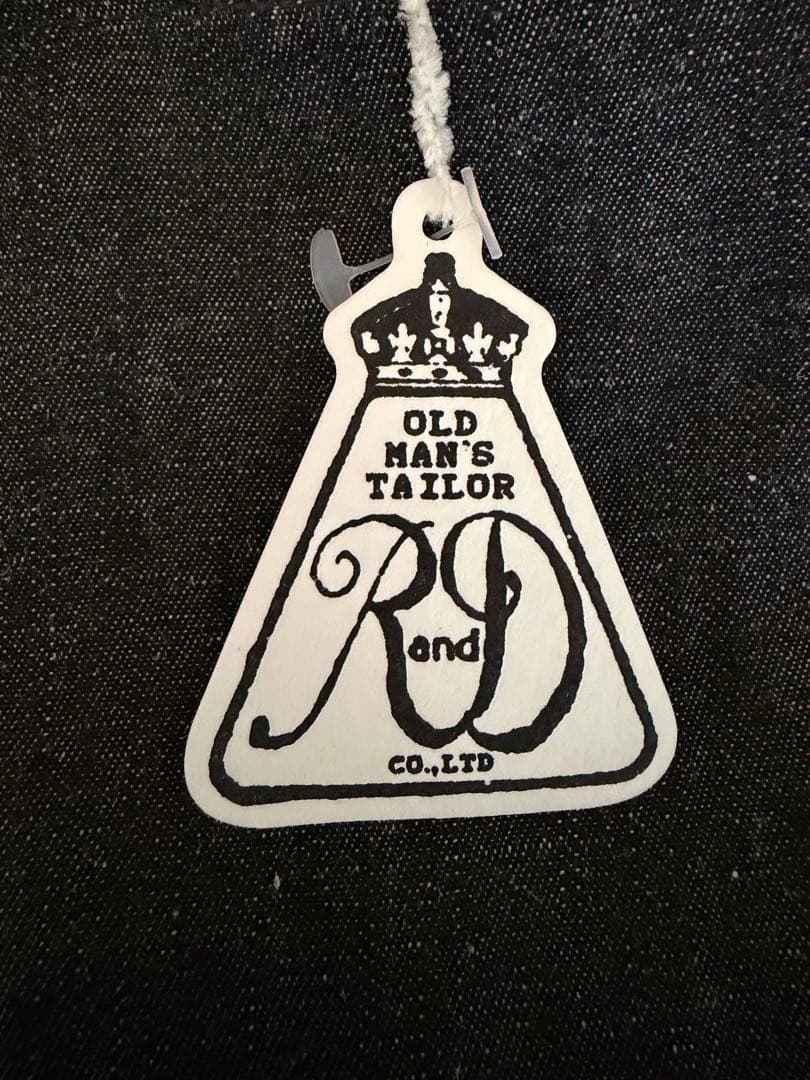 OLD
MAN'S
TAILOR
R and D
CO.,LTD